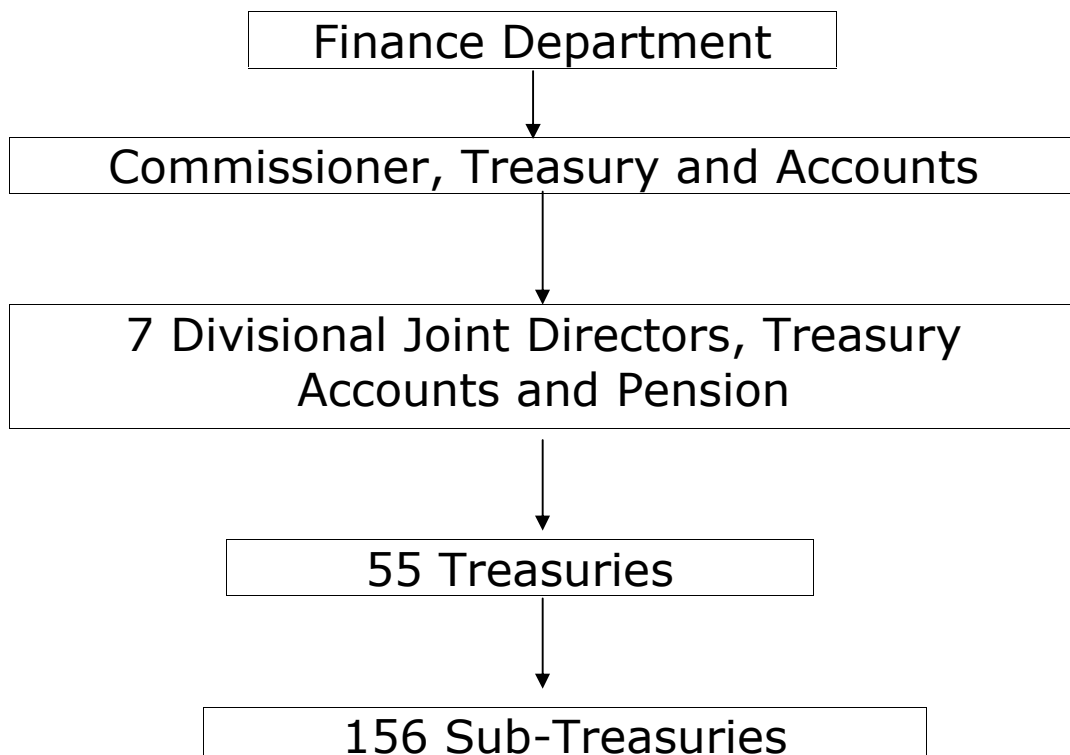 Finance Department
Commissioner, Treasury and Accounts
7 Divisional Joint Directors, Treasury
Accounts and Pension
55 Treasuries
156 Sub-Treasuries